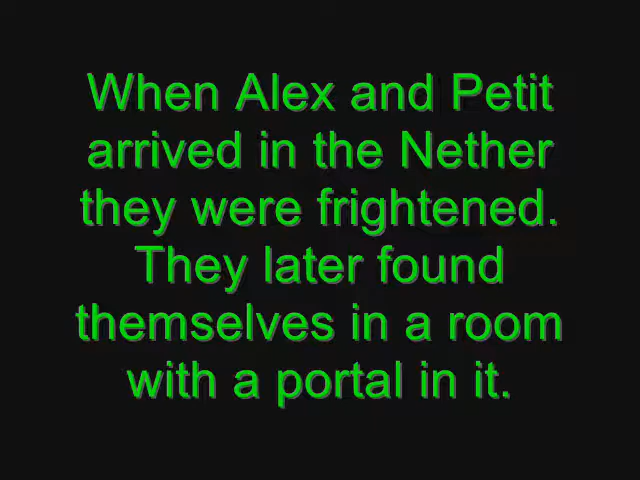 When Alex and Petit
arrived in the Nether
they were frightened.
They later found
themselves in a room
with a portal in it.